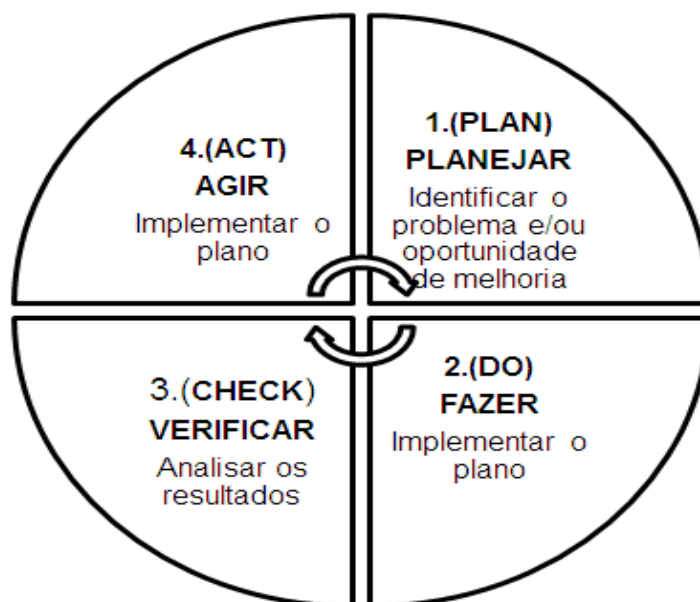 1.(PLAN)
PLANEJAR
Identificar o
problema e/ou
oportunidade
de melhoria
2.(DO)
FAZER
Implementar o
plano
3.(CHECK)
VERIFICAR
Analisar os
resultados
4.(ACT)
AGIR
Implementar o
plano